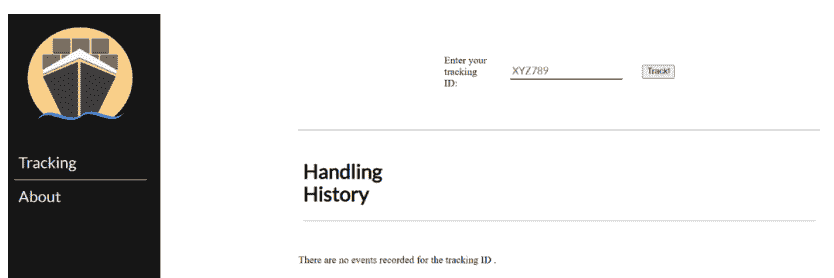 Tracking
About
Enter your
tracking
ID:
XYZ789
Track!
Handling
History
There are no events recorded for the tracking ID .